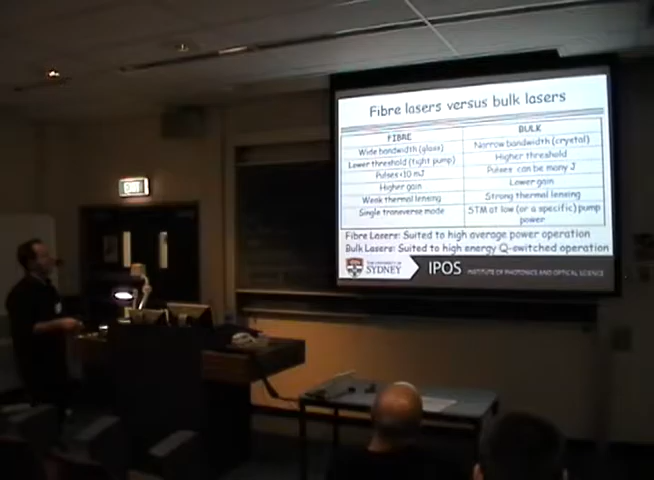 EXIT
Fibre lasers versus bulk lasers
FIBRE BULK
Wide bandwidth (glass) Narrow bandwidth (crystal)
Lower threshold (tight pump) Higher threshold
Pulses <10 mJ Pulses can be many J
Higher gain Lower gain
Weak thermal lensing Strong thermal lensing
Single transverse mode STM at low (or a specific) pump
power
Fibre Lasers: Suited to high average power operation
Bulk Lasers: Suited to high energy Q-switched operation
THE UNIVERSITY OF
SYDNEY
IPOS INSTITUTE OF PHOTONICS AND OPTICAL SCIENCE